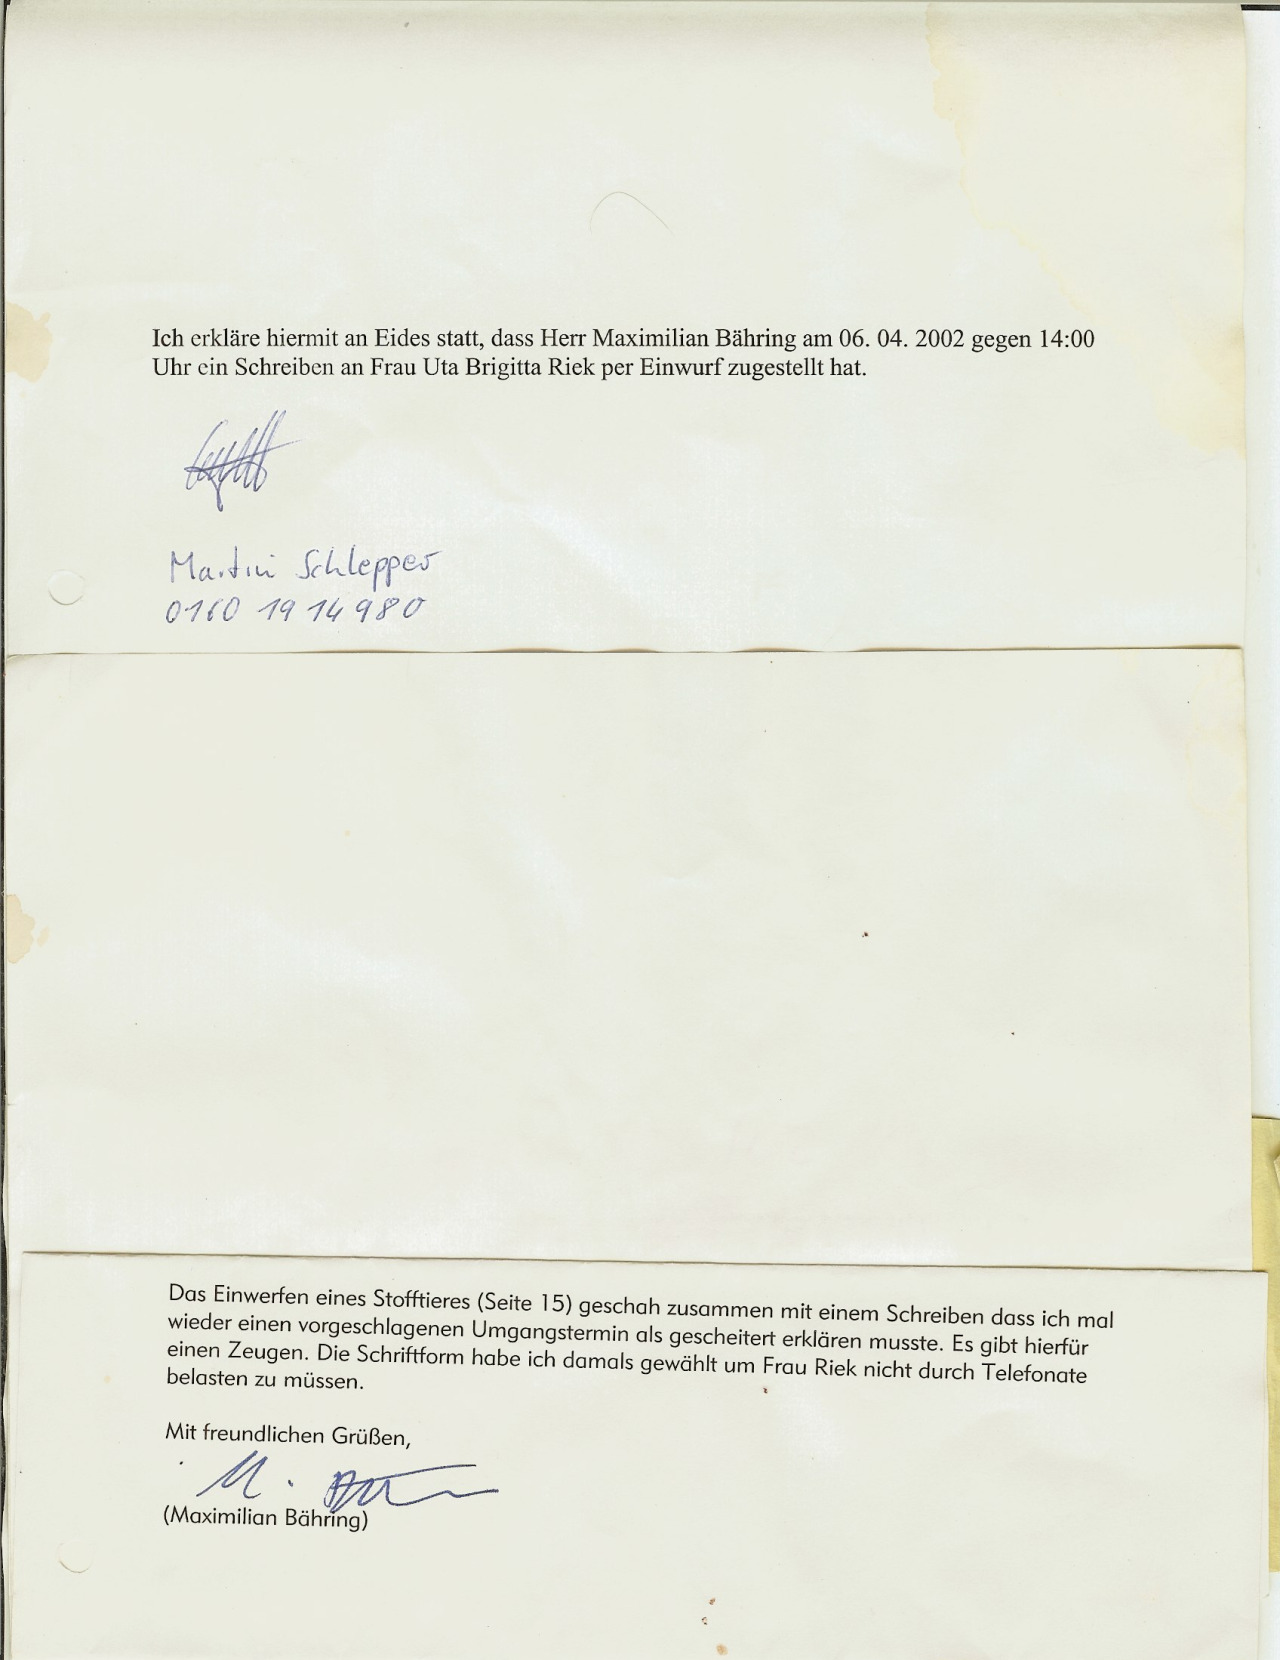 Ich erkläre hiermit an Eides statt, dass Herr Maximilian Bähring am 06. 04. 2002 gegen 14:00
Uhr ein Schreiben an Frau Uta Brigitta Riek per Einwurf zugestellt hat.
Martin Schlepper
0160 19 14 980
Das Einwerfen eines Stofftieres (Seite 15) geschah zusammen mit einem Schreiben dass ich mal
wieder einen vorgeschlagenen Umgangstermin als gescheitert erklären musste. Es gibt hierfür
einen Zeugen. Die Schriftform habe ich damals gewählt um Frau Riek nicht durch Telefonate
belasten zu müssen.
Mit freundlichen Grüßen,
(Maximilian Bähring)